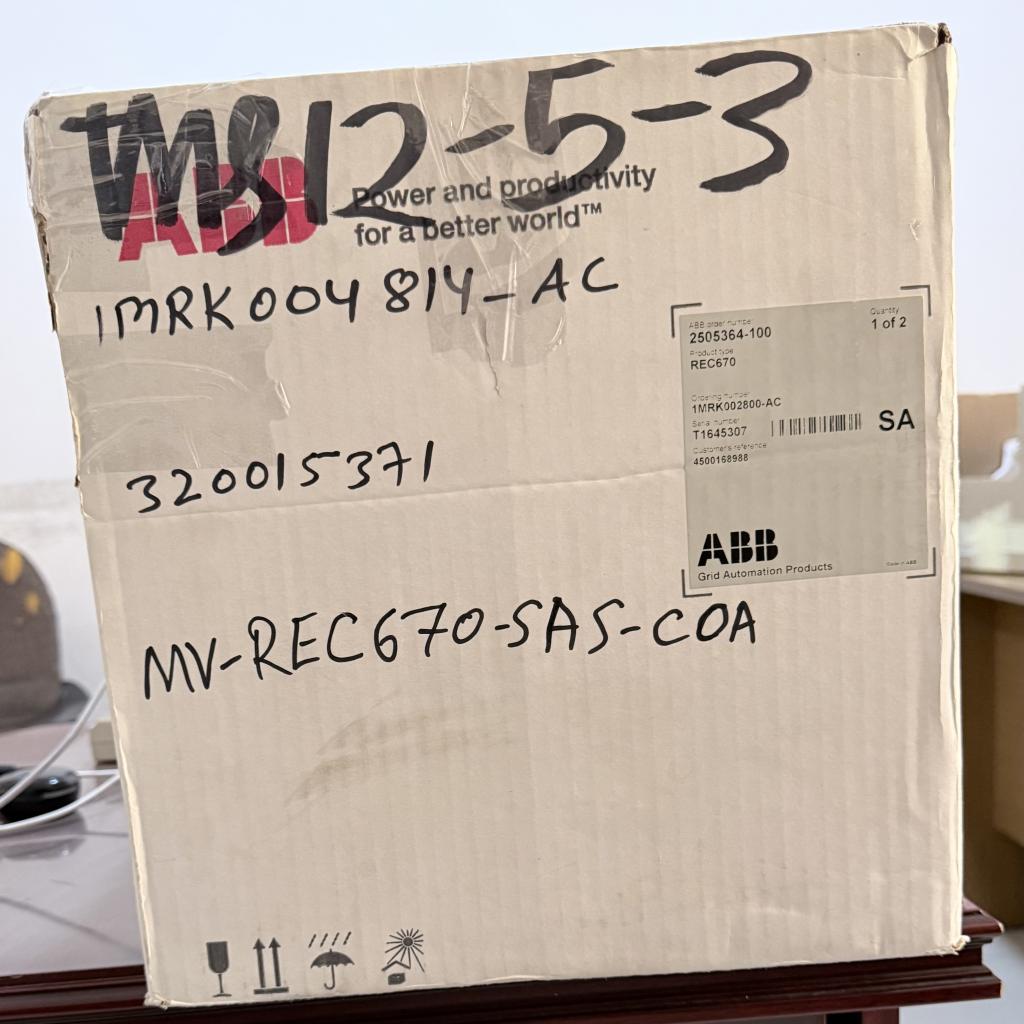 TMS12-5-3
ABB
Power and productivity
for a better world™
1MRK004814-AC
ABB order number
2505364-100
Quantity
1 of 2
Product type
REC670
Ordering number
1MRK002800-AC
Serial number
T1645307
SA
Customer's reference
4500168988
320015371
ABB
Grid Automation Products
MV-REC670-SAS-COA